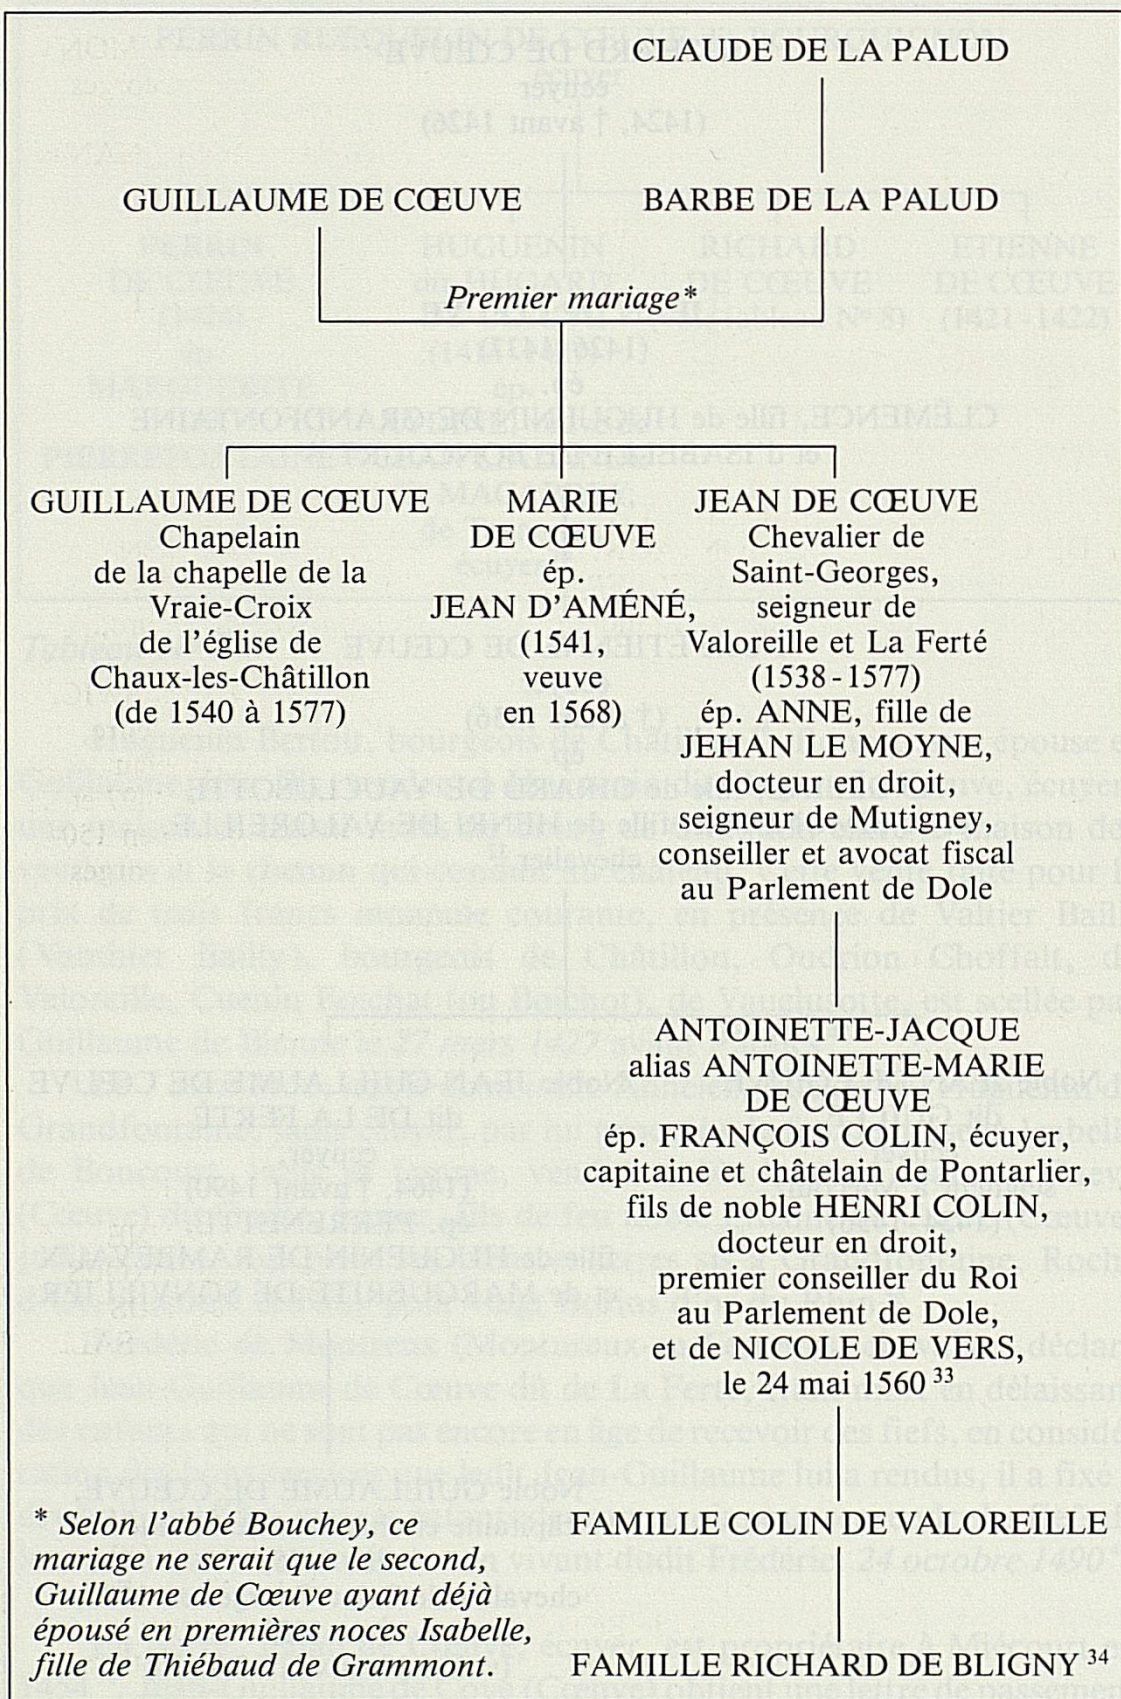 CLAUDE DE LA PALUD
GUILLAUME DE CŒUVE
BARBE DE LA PALUD
Premier mariage*
GUILLAUME DE CŒUVE
Chapelain
de la chapelle de la
Vraie-Croix
de l'église de
Chaux-les-Châtillon
(de 1540 à 1577)
MARIE
DE CŒUVE
ép.
JEAN D'AMÉNÉ,
(1541,
veuve
en 1568)
JEAN DE CŒUVE
Chevalier de
Saint-Georges,
seigneur de
Valoreille et La Ferté
(1538-1577)
ép. ANNE, fille de
JEHAN LE MOYNE,
docteur en droit,
seigneur de Mutigney,
conseiller et avocat fiscal
au Parlement de Dole
ANTOINETTE-JACQUE
alias ANTOINETTE-MARIE
DE CŒUVE
ép. FRANÇOIS COLIN, écuyer,
capitaine et châtelain de Pontarlier,
fils de noble HENRI COLIN,
docteur en droit,
premier conseiller du Roi
au Parlement de Dole,
et de NICOLE DE VERS,
le 24 mai 1560 33
FAMILLE COLIN DE VALOREILLE
FAMILLE RICHARD DE BLIGNY 34
* Selon l'abbé Bouchey, ce
mariage ne serait que le second,
Guillaume de Cœuve ayant déjà
épousé en premières noces Isabelle,
fille de Thiébaud de Grammont.